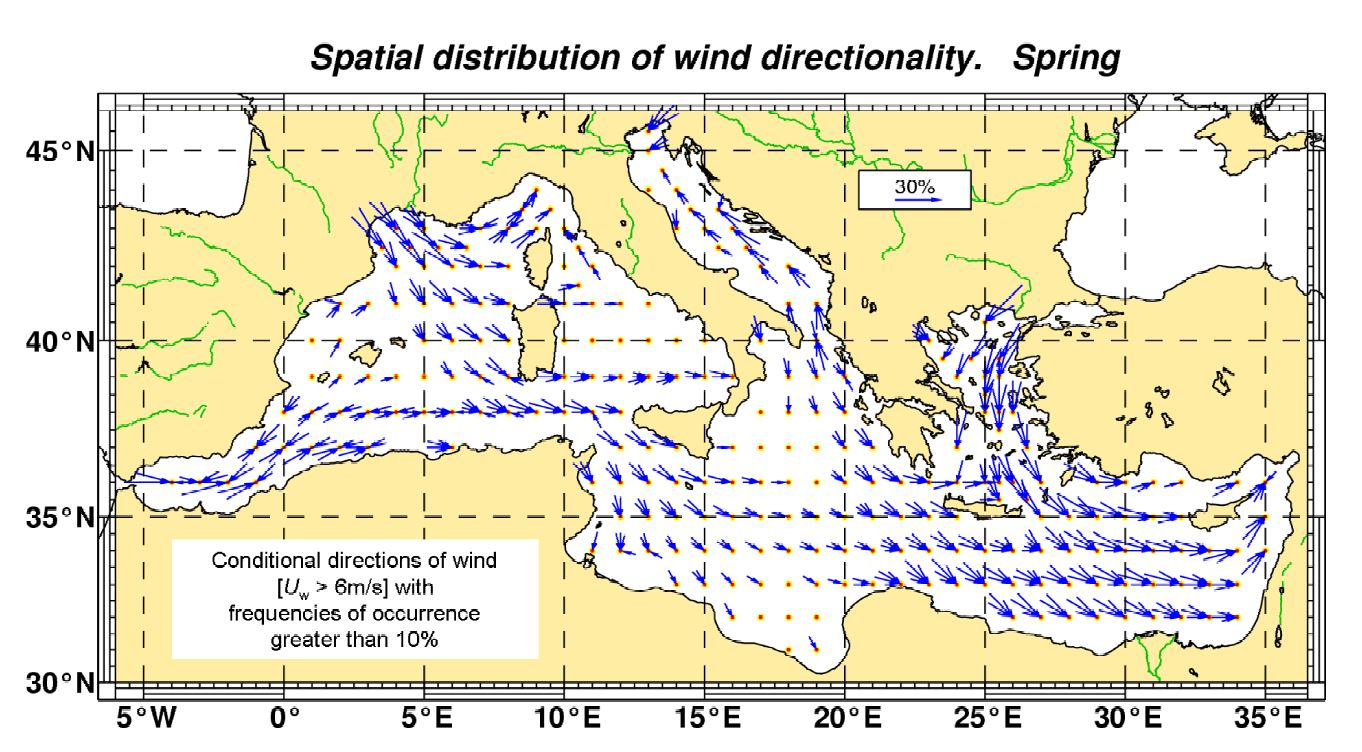 Spatial distribution of wind directionality. Spring
45°N
40°N
35°N
30°N
30%
Conditional directions of wind
[Uw > 6m/s] with
frequencies of occurrence
greater than 10%
5°W 0° 5°E 10°E 15°E 20°E 25°E 30°E 35°E